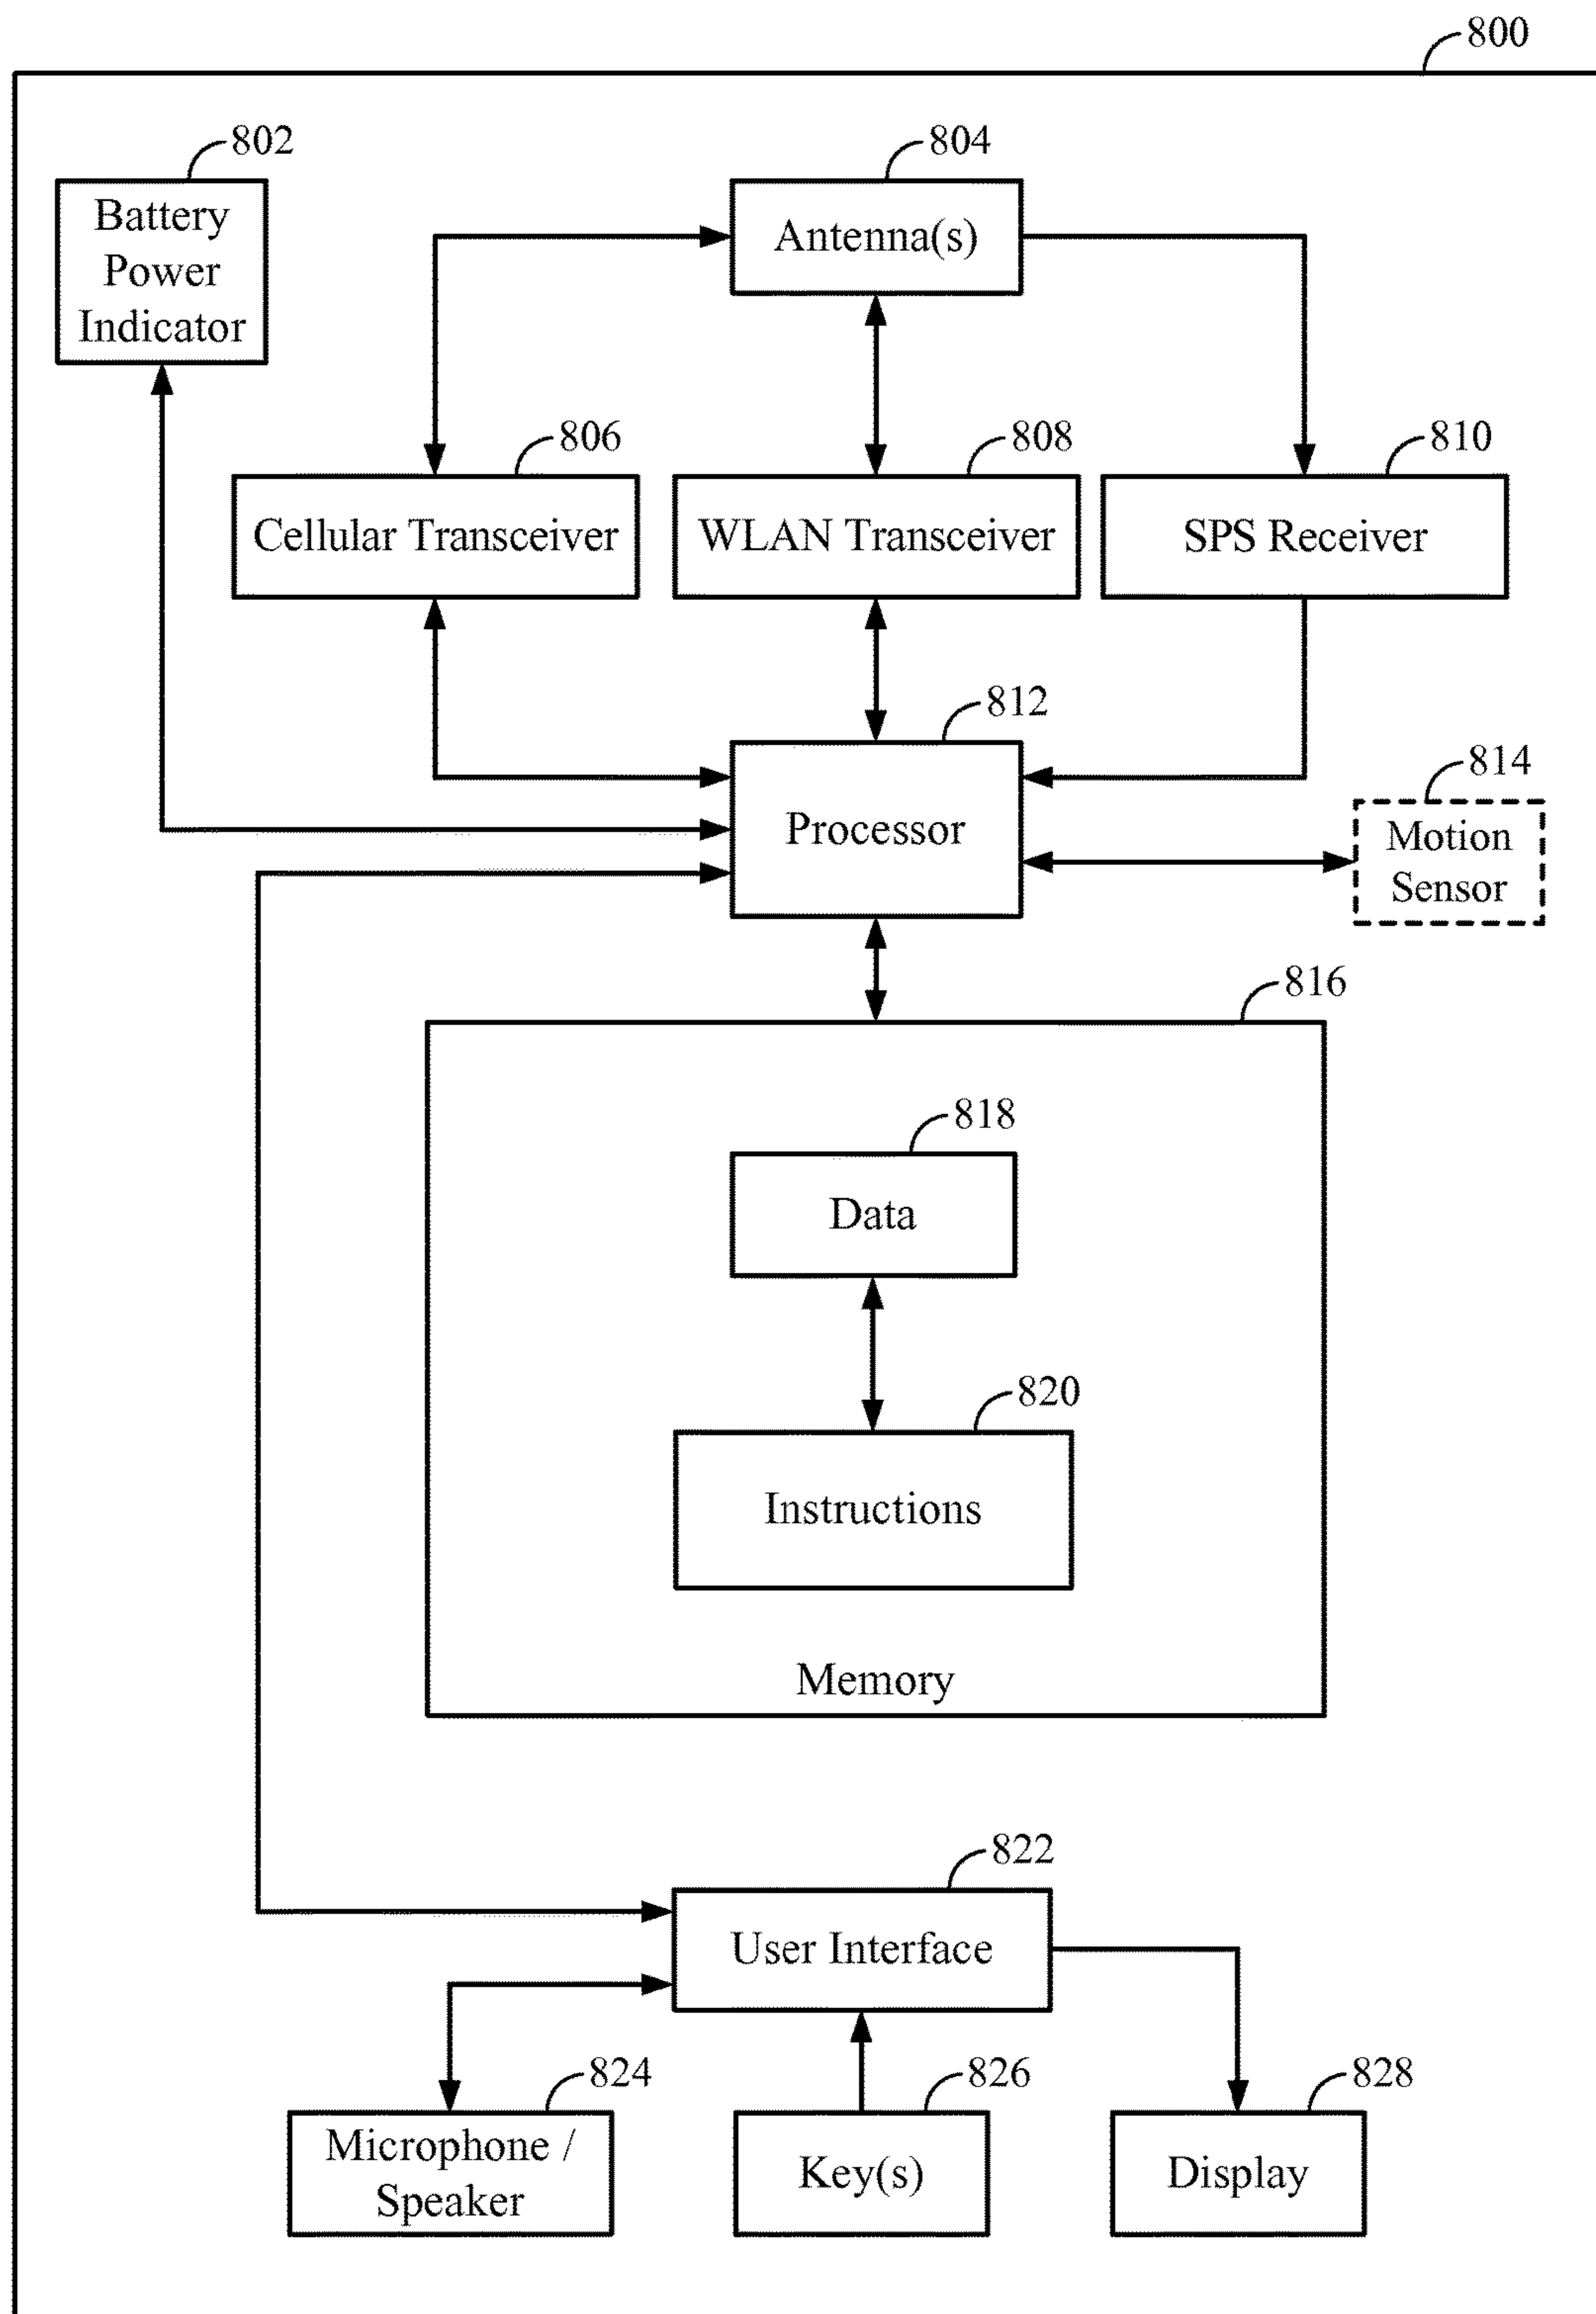 800
802
804
Battery
Power
Indicator
Antenna(s)
806
808
810
Cellular Transceiver
WLAN Transceiver
SPS Receiver
812
814
Processor
Motion
Sensor
816
818
Data
820
Instructions
Memory
822
User Interface
824
826
828
Microphone /
Speaker
Key(s)
Display